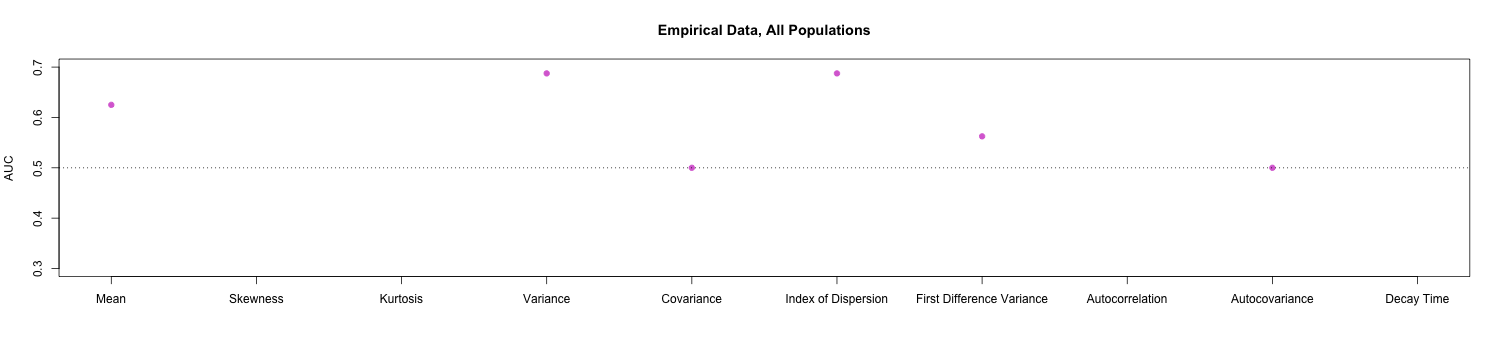 Empirical Data, All Populations
AUC
0.7
0.6
0.5
0.4
0.3
Mean
Skewness
Kurtosis
Variance
Covariance
Index of Dispersion
First Difference Variance
Autocorrelation
Autocovariance
Decay Time